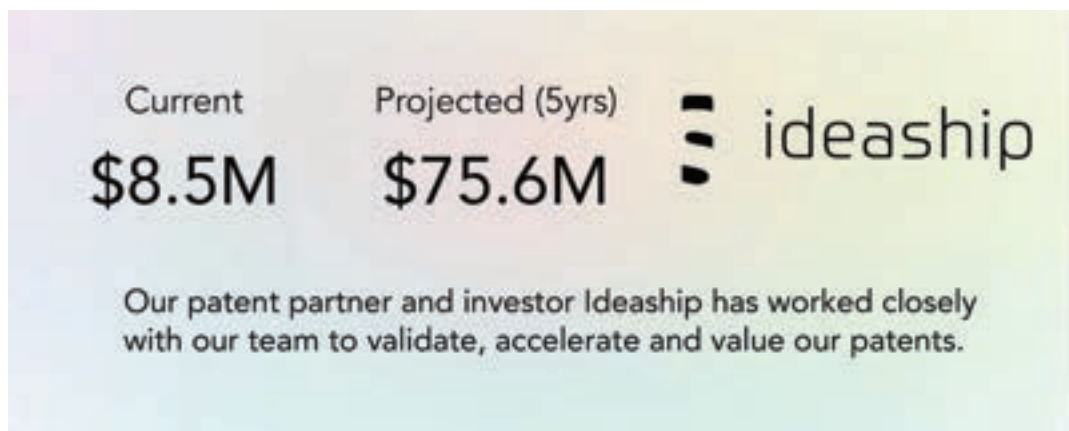 Current
$8.5M
Projected (5yrs)
$75.6M
ideaship
Our patent partner and investor Ideaship has worked closely
with our team to validate, accelerate and value our patents.